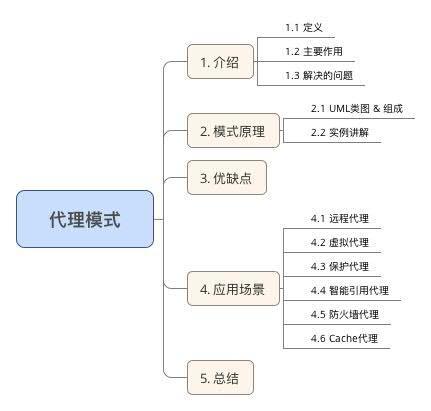 代理模式
1. 介绍
1.1 定义
1.2 主要作用
1.3 解决的问题
2. 模式原理
2.1 UML类图 & 组成
2.2 实例讲解
3. 优缺点
4. 应用场景
4.1 远程代理
4.2 虚拟代理
4.3 保护代理
4.4 智能引用代理
4.5 防火墙代理
4.6 Cache代理
5. 总结